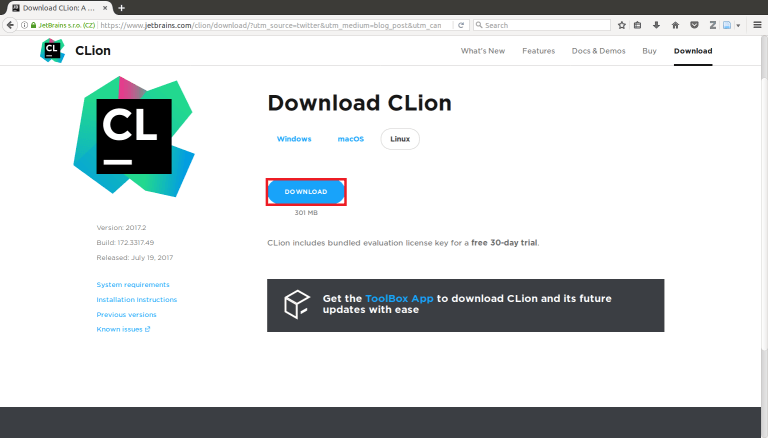 Download CLion: A ...
JetBrains s.r.o. (CZ)
https://www.jetbrains.com/clion/download/?utm_source=twitter&utm_medium=blog_post&utm_can
Search
CL
CLion
What's New
Features
Docs & Demos
Buy
Download
CL
Download CLion
Windows
macOS
Linux
DOWNLOAD
301 MB
Version: 2017.2
Build: 172.3317.49
Released: July 19, 2017
CLion includes bundled evaluation license key for a free 30-day trial.
System requirements
Installation Instructions
Previous versions
Known issues
Get the ToolBox App to download CLion and its future
updates with ease